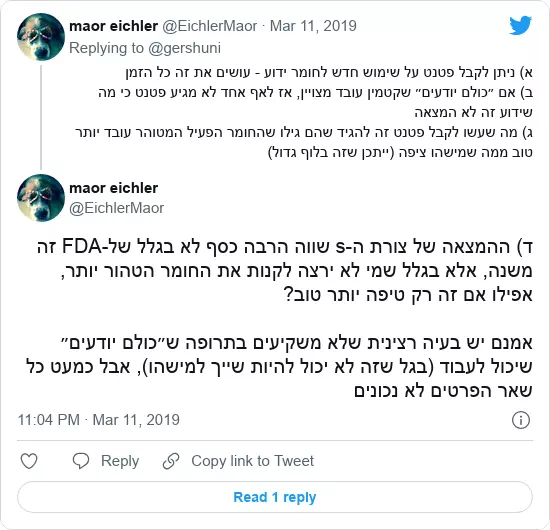 maor eichler @EichlerMaor · Mar 11, 2019
Replying to @gershuni
א) ניתן לקבל פטנט על שימוש חדש לחומר ידוע - עושים את זה כל הזמן
ב) אם ״כולם יודעים״ שקטמין עובד מצויין, אז לאף אחד לא מגיע פטנט כי מה
שידוע זה לא המצאה
ג) מה שעשו לקבל פטנט זה להגיד שהם גילו שהחומר הפעיל המטוהר עובד יותר
טוב ממה שמישהו ציפה (ייתכן שזה בלוף גדול)
maor eichler
@EichlerMaor
ד) ההמצאה של צורת ה-s שווה הרבה כסף לא בגלל של-FDA זה
משנה, אלא בגלל שמי לא ירצה לקנות את החומר הטהור יותר,
אפילו אם זה רק טיפה יותר טוב?
אמנם יש בעיה רצינית שלא משקיעים בתרופה ש״כולם יודעים״
שיכול לעבוד (בגל שזה לא יכול להיות שייך למישהו), אבל כמעט כל
שאר הפרטים לא נכונים
11:04 PM · Mar 11, 2019
Reply Copy link to Tweet
Read 1 reply